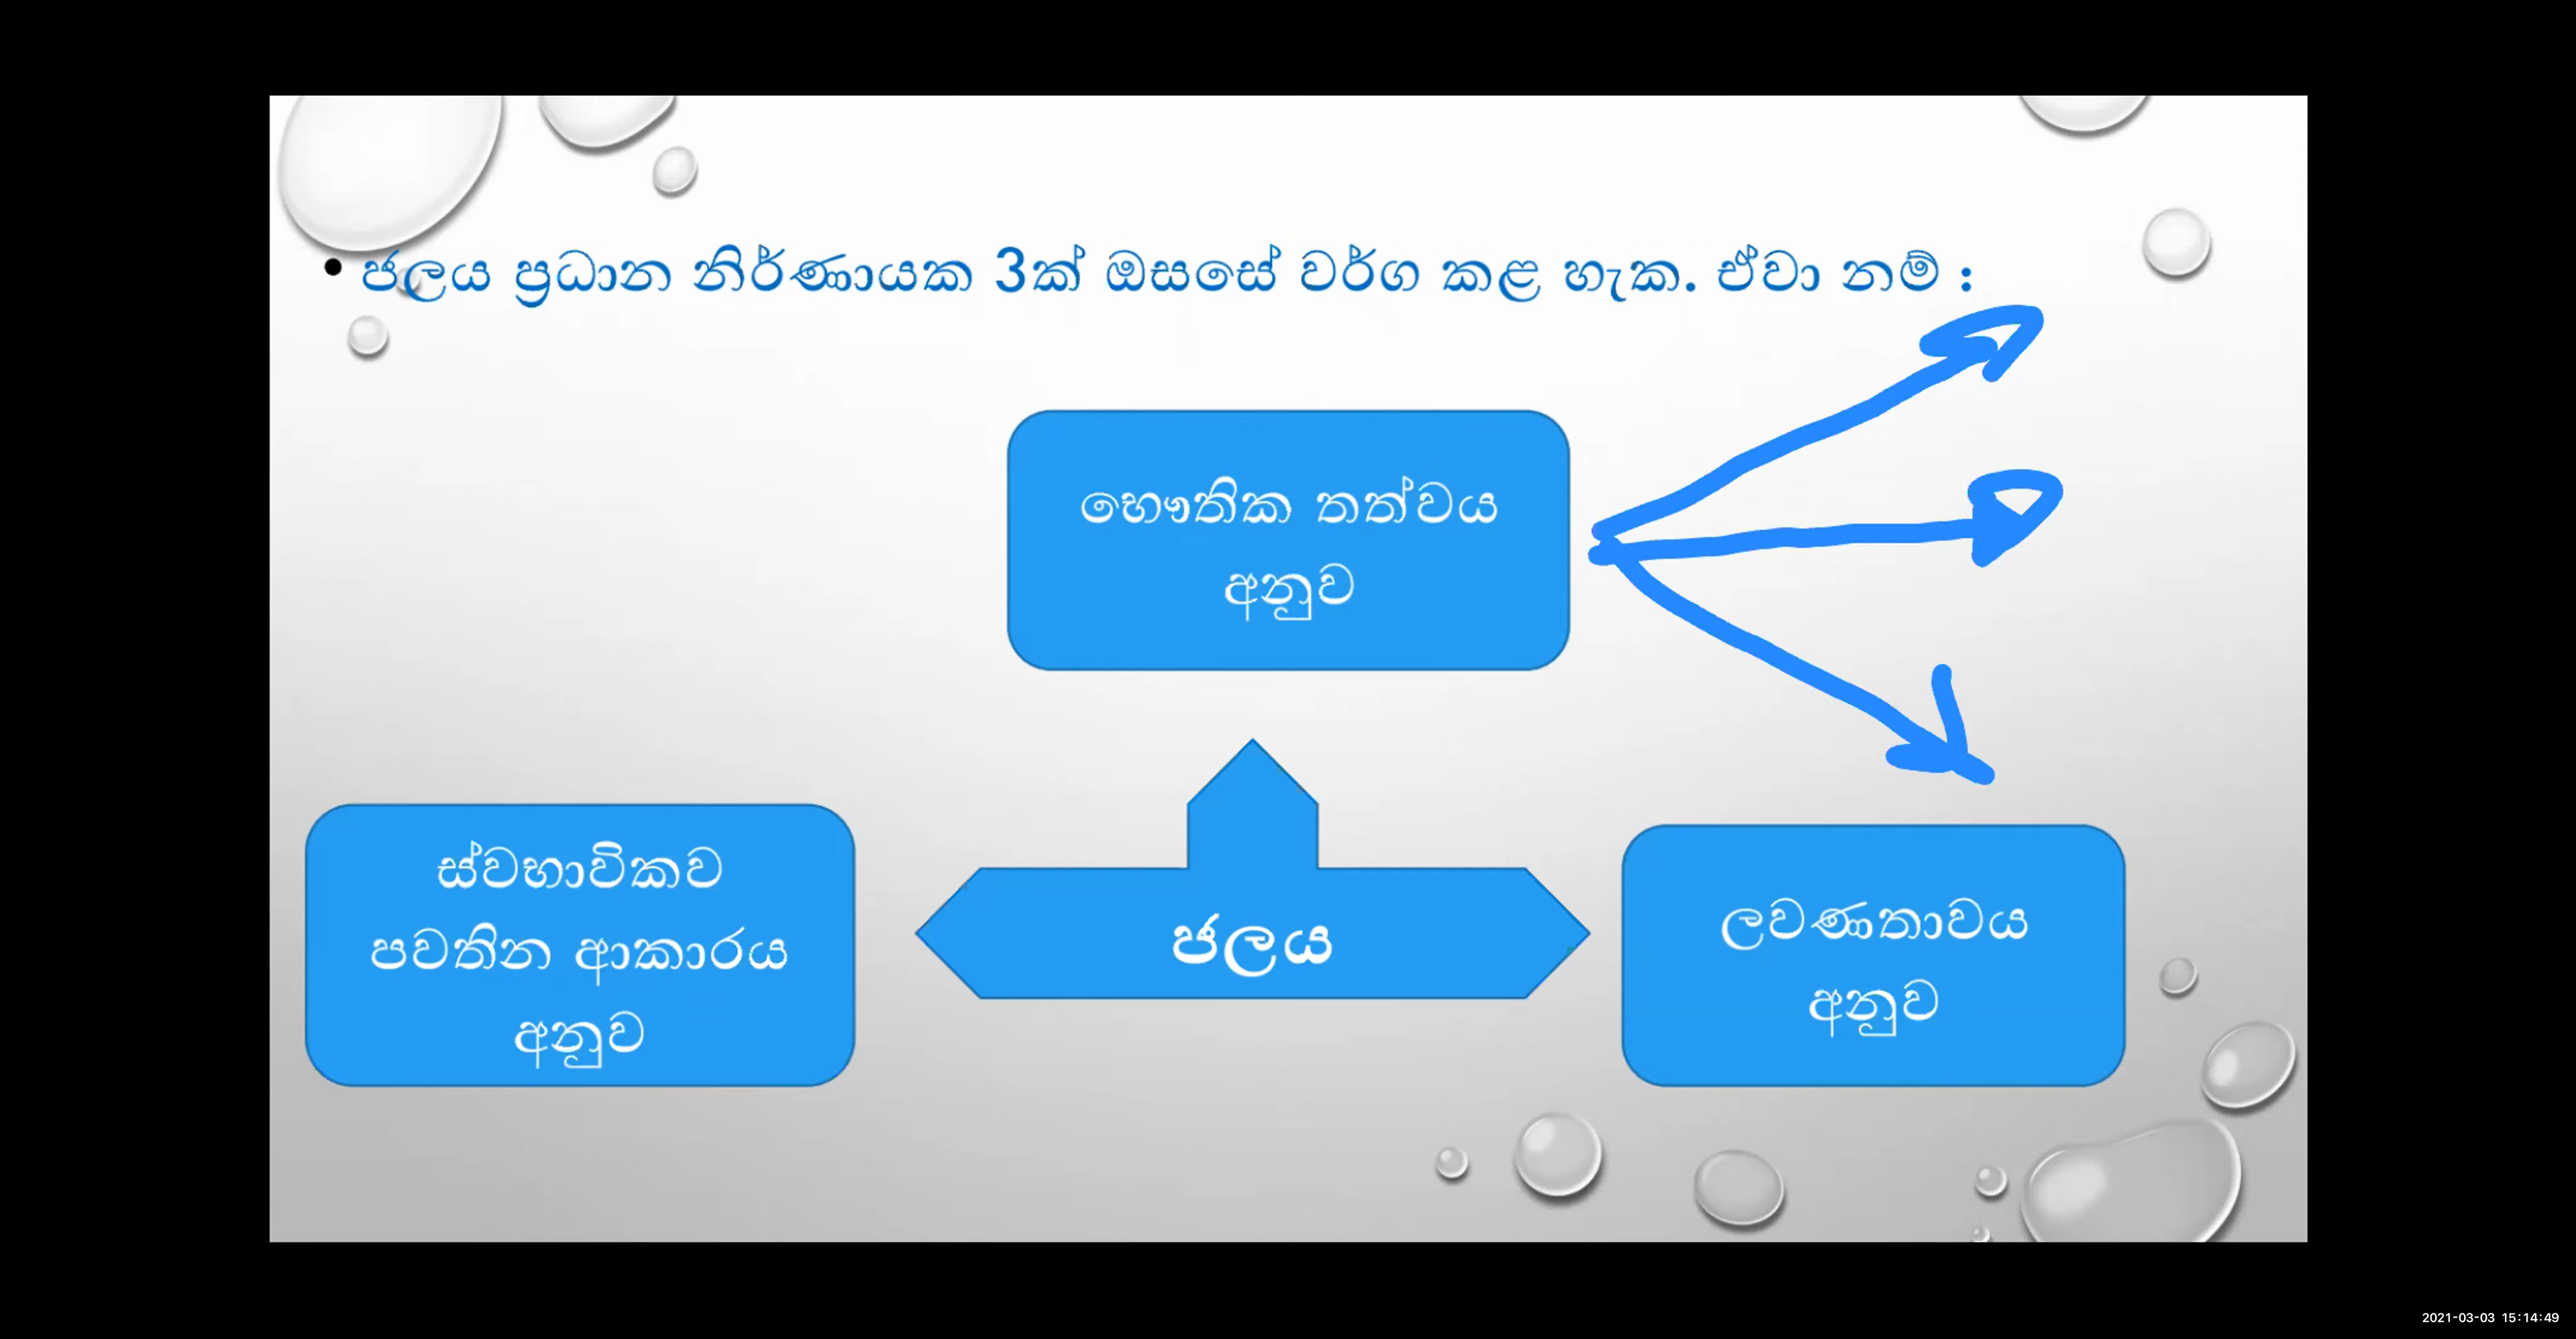 • ජලය ප්‍රධාන නිර්ණායක 3ක් ඔසසේ වර්ග කළ හැක. ඒවා නම් :
භෞතික තත්වය
අනුව
ස්වභාවිකව
පවතින ආකාරය
අනුව
ජලය
ලවණතාවය
අනුව
2021-03-03 15:14:49